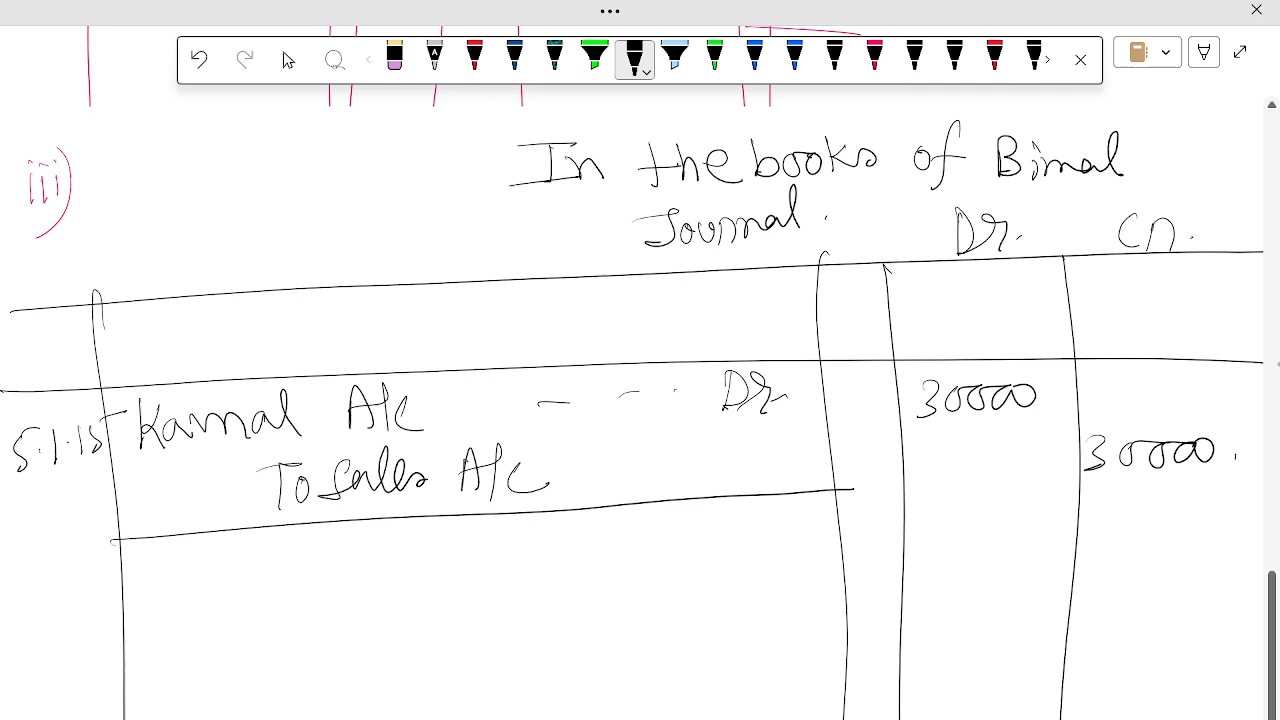 iii)
In the books of Bimal
Journal.
Dr. Cr.
5.1.15 Kamal A/c - - - Dr. 30000
To Sales A/c 30000.